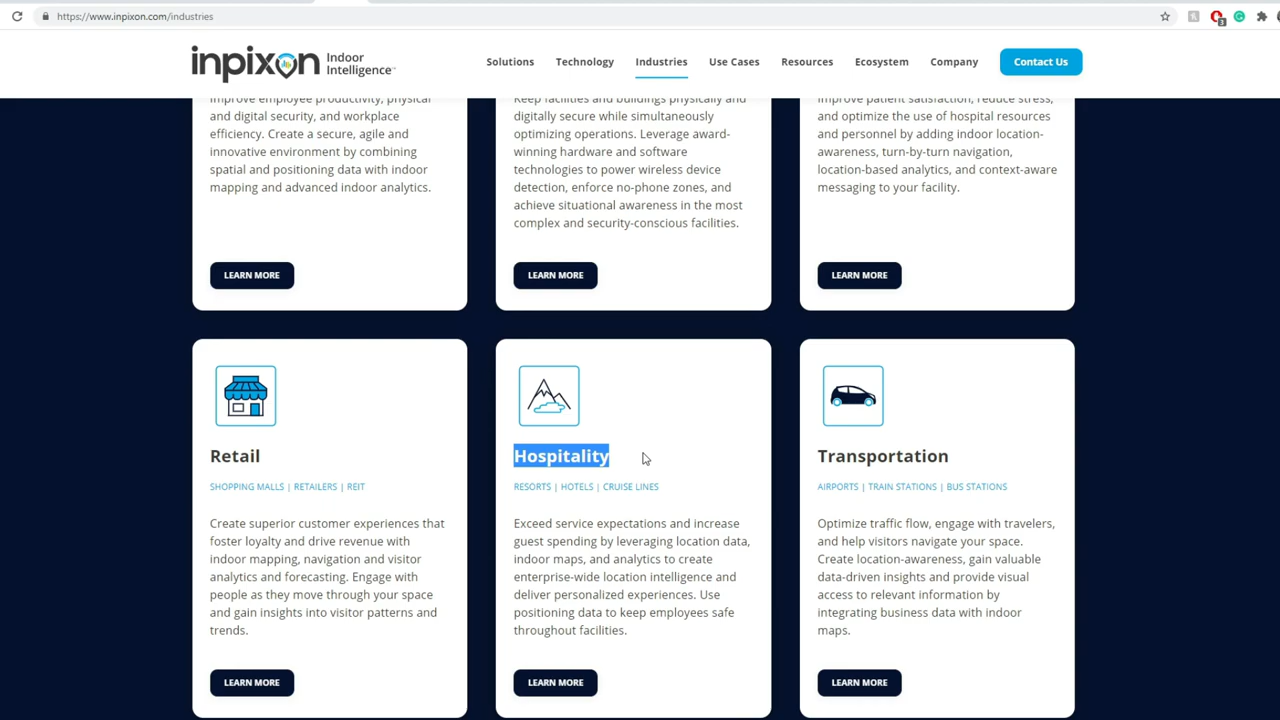 https://www.inpixon.com/industries
3
inpixon Indoor Intelligence™
Solutions
Technology
Industries
Use Cases
Resources
Ecosystem
Company
Contact Us
Improve employee productivity, physical
and digital security, and workplace
efficiency. Create a secure, agile and
innovative environment by combining
spatial and positioning data with indoor
mapping and advanced indoor analytics.
LEARN MORE
Keep facilities and buildings physically and
digitally secure while simultaneously
optimizing operations. Leverage award-
winning hardware and software
technologies to power wireless device
detection, enforce no-phone zones, and
achieve situational awareness in the most
complex and security-conscious facilities.
LEARN MORE
Improve patient satisfaction, reduce stress,
and optimize the use of hospital resources
and personnel by adding indoor location-
awareness, turn-by-turn navigation,
location-based analytics, and context-aware
messaging to your facility.
LEARN MORE
Retail
SHOPPING MALLS | RETAILERS | REIT
Create superior customer experiences that
foster loyalty and drive revenue with
indoor mapping, navigation and visitor
analytics and forecasting. Engage with
people as they move through your space
and gain insights into visitor patterns and
trends.
LEARN MORE
Hospitality
RESORTS | HOTELS | CRUISE LINES
Exceed service expectations and increase
guest spending by leveraging location data,
indoor maps, and analytics to create
enterprise-wide location intelligence and
deliver personalized experiences. Use
positioning data to keep employees safe
throughout facilities.
LEARN MORE
Transportation
AIRPORTS | TRAIN STATIONS | BUS STATIONS
Optimize traffic flow, engage with travelers,
and help visitors navigate your space.
Create location-awareness, gain valuable
data-driven insights and provide visual
access to relevant information by
integrating business data with indoor
maps.
LEARN MORE